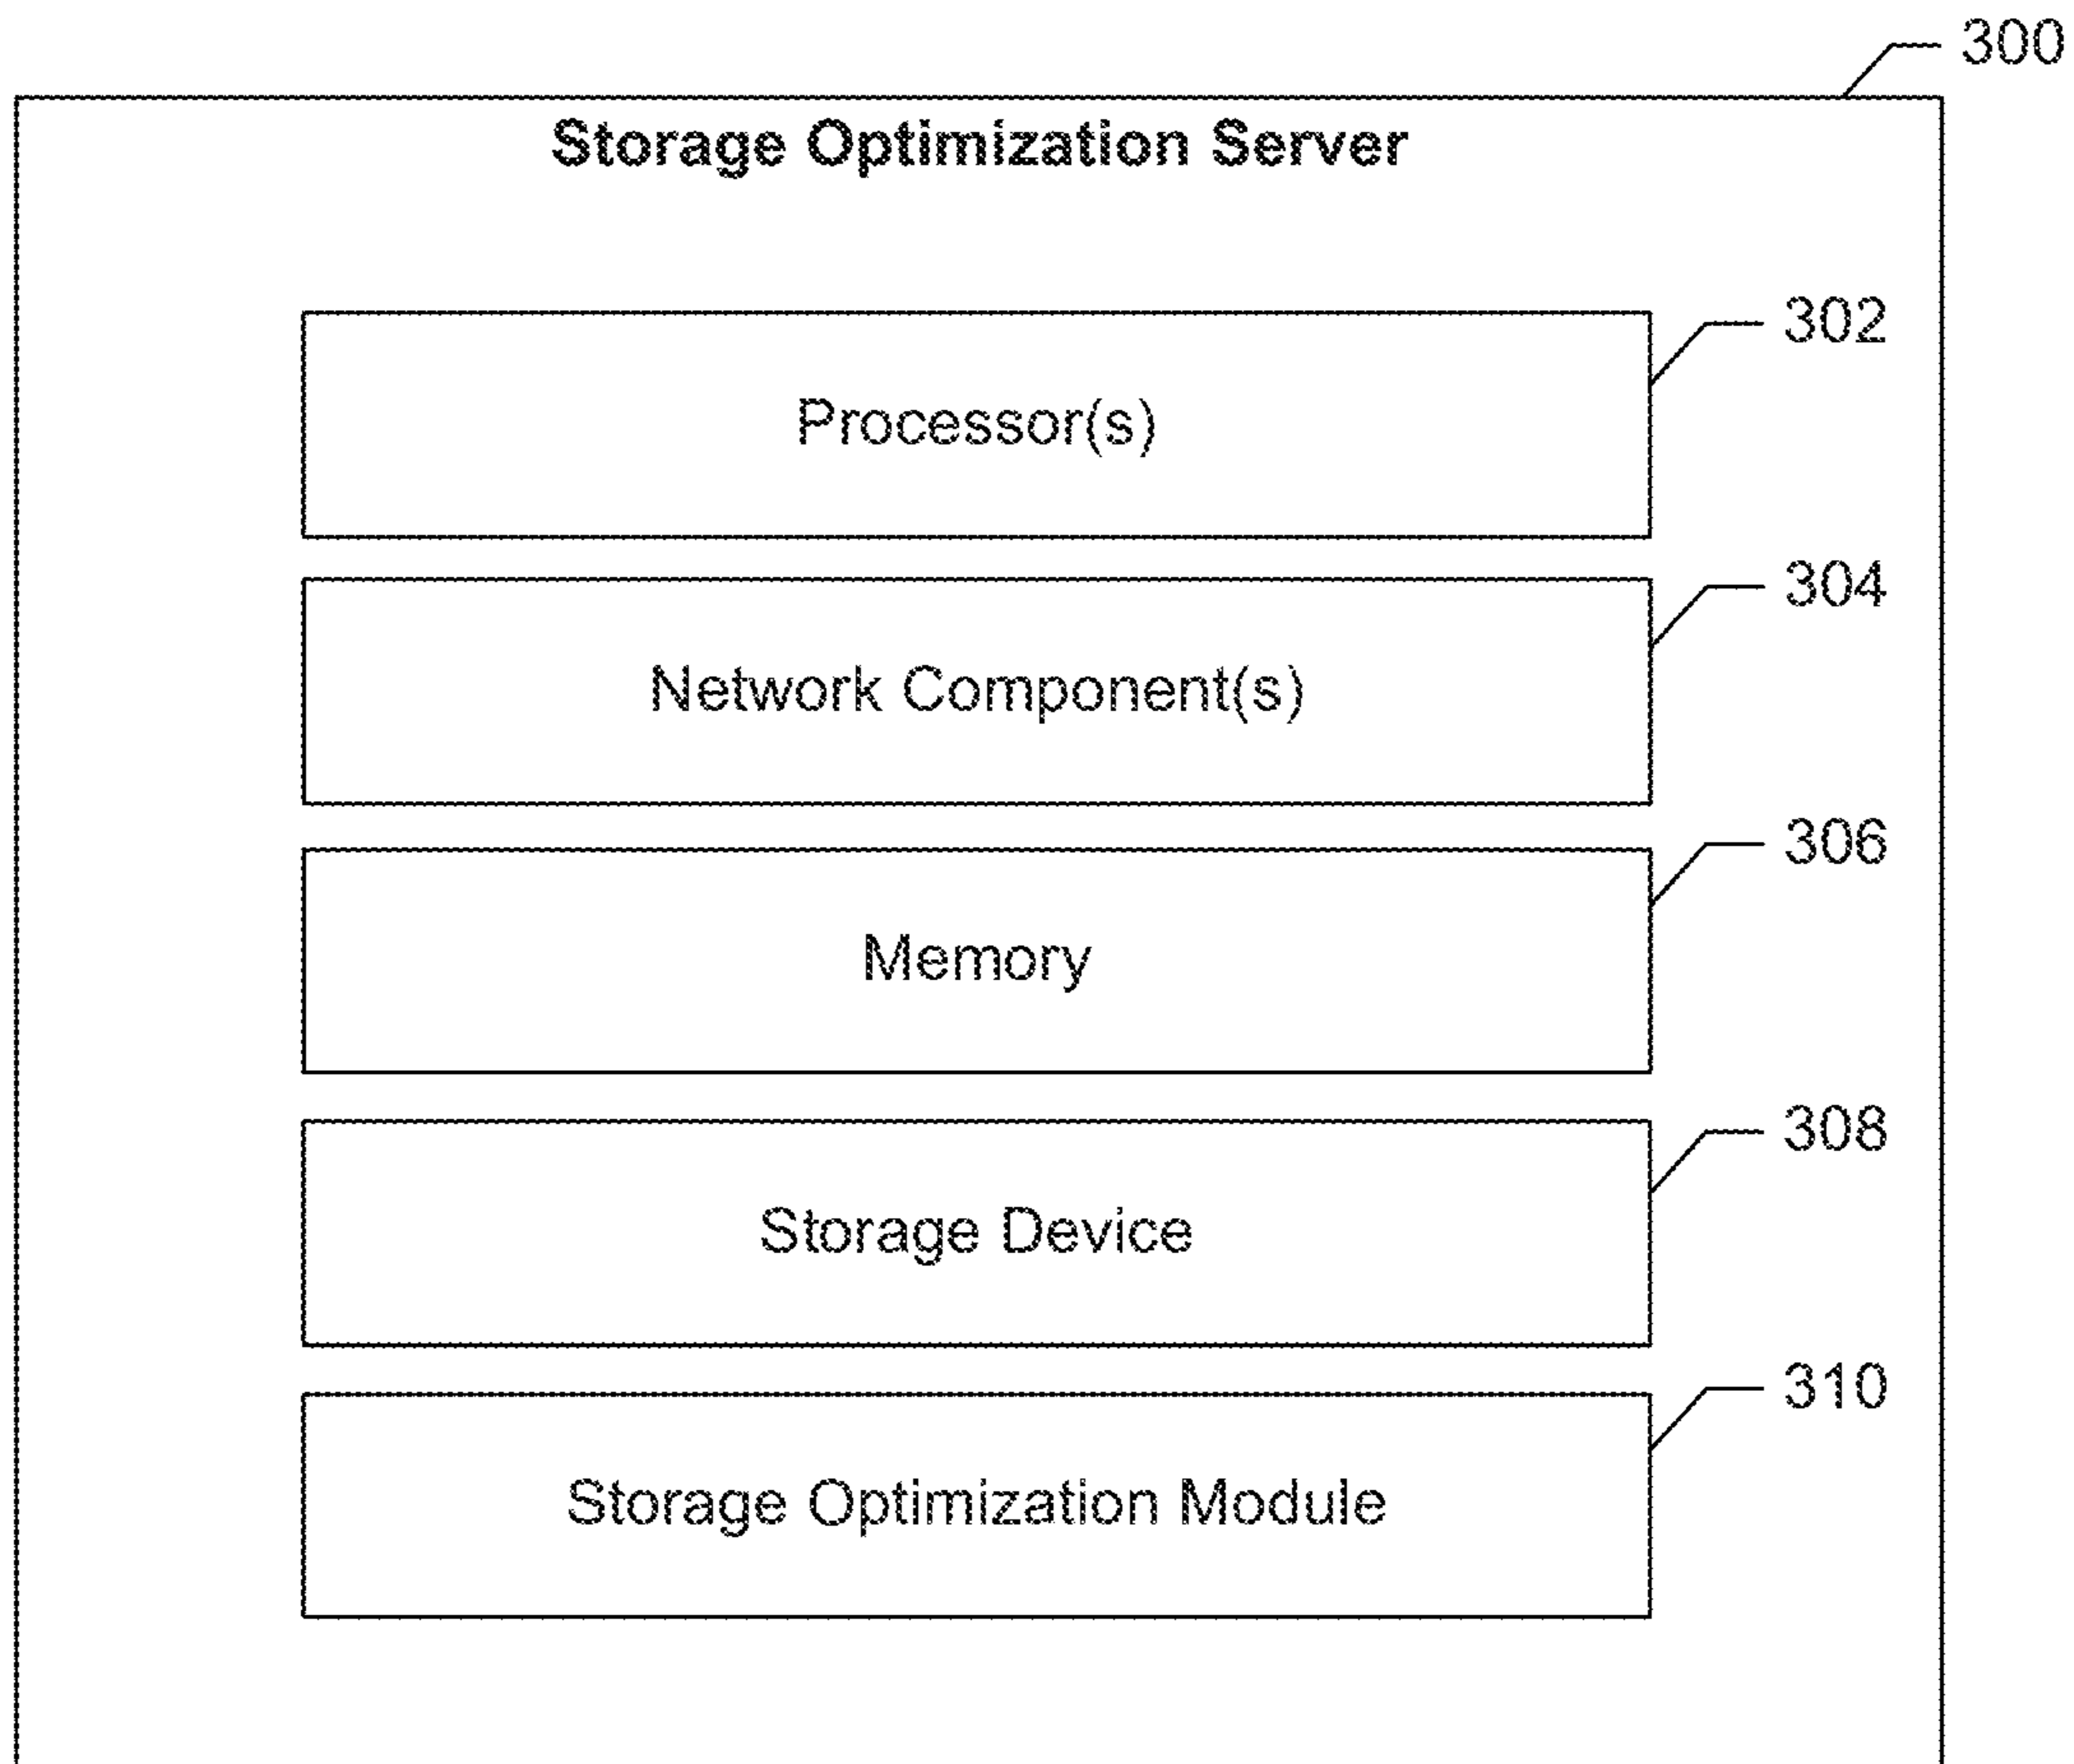 300
Storage Optimization Server
302
Processor(s)
304
Network Component(s)
306
Memory
308
Storage Device
310
Storage Optimization Module